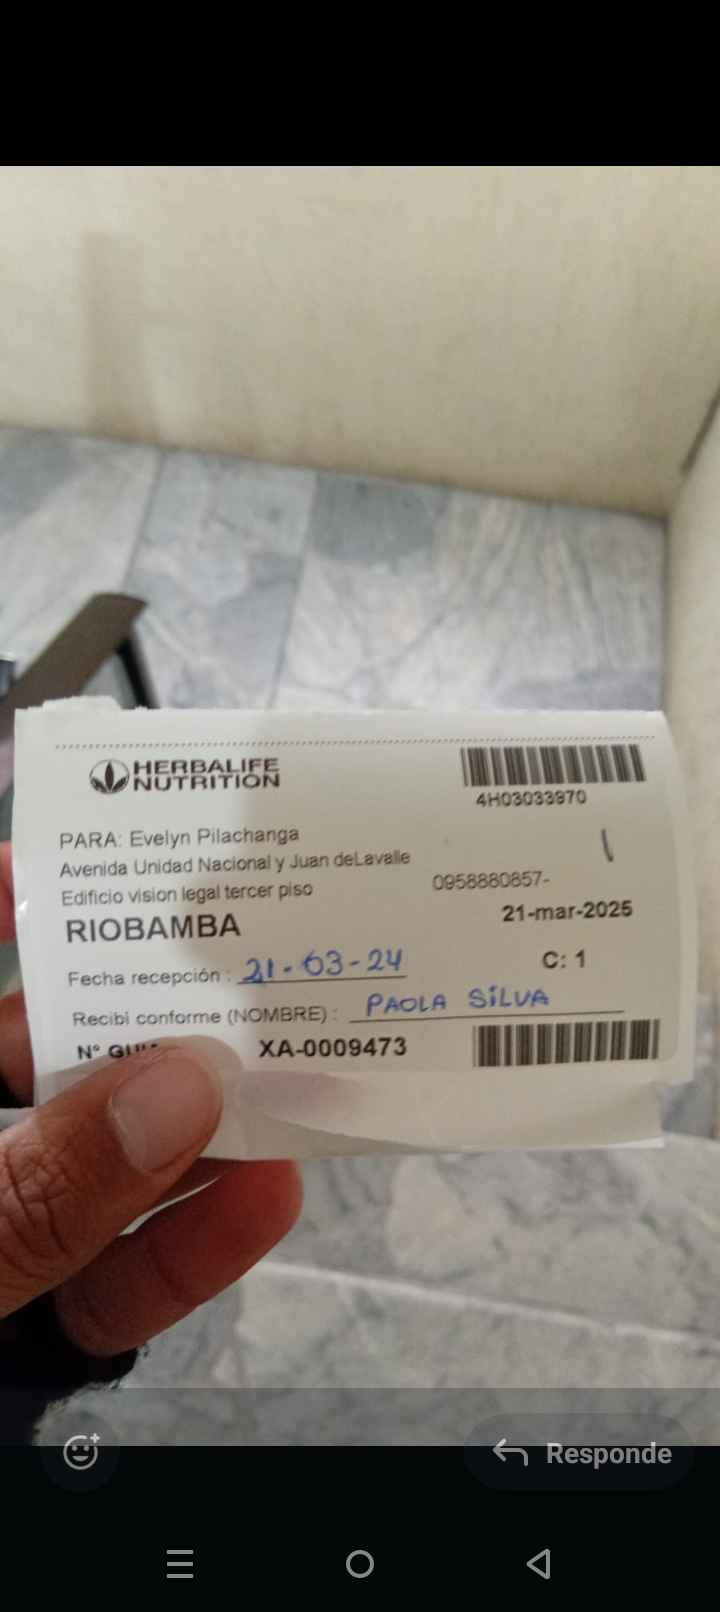 HERBALIFE
NUTRITION
4H03033970
PARA: Evelyn Pilachanga
Avenida Unidad Nacional y Juan deLavalle
Edificio vision legal tercer piso
0958880857-
RIOBAMBA
21-mar-2025
Fecha recepción : 21-03-24
C: 1
Recibi conforme (NOMBRE) : PAOLA SILVA
N° XA-0009473
Responde